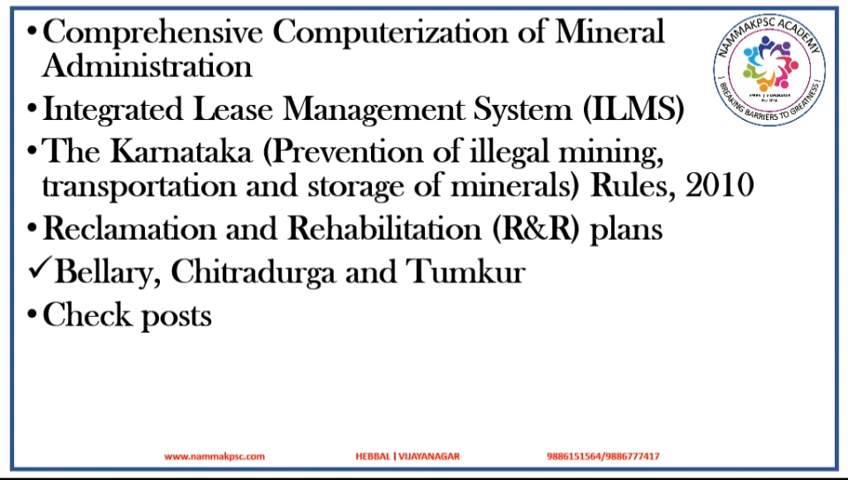 • Comprehensive Computerization of Mineral
Administration
• Integrated Lease Management System (ILMS)
• The Karnataka (Prevention of illegal mining,
transportation and storage of minerals) Rules, 2010
• Reclamation and Rehabilitation (R&R) plans
✓ Bellary, Chitradurga and Tumkur
• Check posts
NAMMAKPSC ACADEMY
| BREAKING BARRIERS TO GREATNESS |
www.nammakpsc.com
HEBBAL | VIJAYANAGAR
9886151564/9886777417